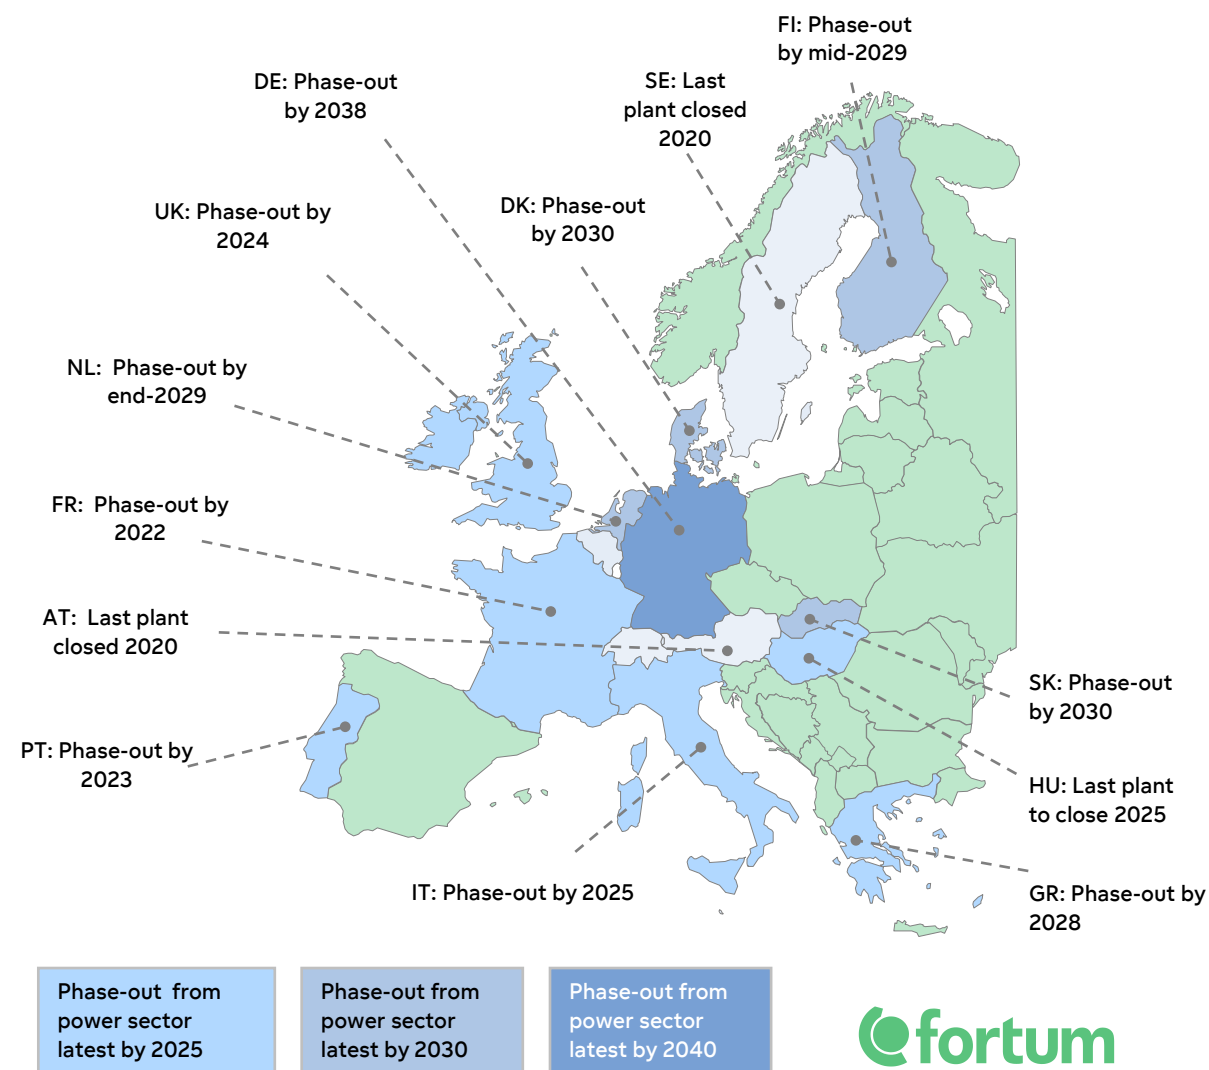 FI: Phase-out
by mid-2029
DE: Phase-out
by 2038
SE: Last
plant closed
2020
UK: Phase-out by
2024
DK: Phase-out
by 2030
NL:  Phase-out by
end-2029
FR:  Phase-out by
2022
AT:  Last plant
closed 2020
PT: Phase-out by
2023
IT: Phase-out by 2025
SK: Phase-out
by 2030
HU: Last plant
to close 2025
GR: Phase-out by
2028
Phase-out  from
power sector
latest by 2025
Phase-out from
power sector
latest by 2030
Phase-out from
power sector
latest by 2040
fortum